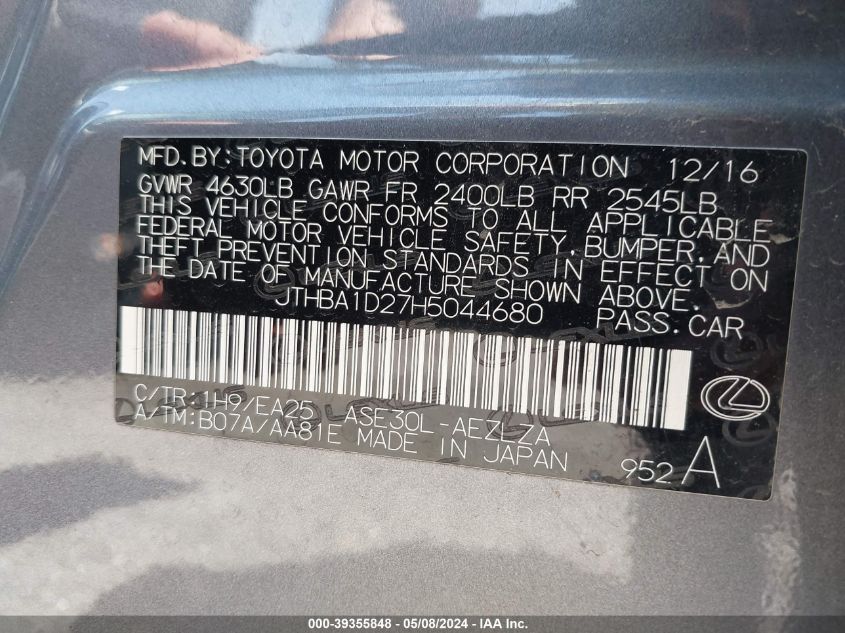 MFD.BY:TOYOTA MOTOR CORPORATION 12/16
GVWR 4630LB GAWR FR 2400LB RR 2545LB
THIS VEHICLE CONFORMS TO ALL APPLICABLE
FEDERAL MOTOR VEHICLE SAFETY,BUMPER,AND
THEFT PREVENTION STANDARDS IN EFFECT ON
THE DATE OF MANUFACTURE SHOWN ABOVE.
JTHBA1D27H5044680 PASS.CAR
C/TR:1H9/EA25 ASE30L-AEZLZA
A/TM:B07A/AA81E MADE IN JAPAN
952 A
000-39355848 - 05/08/2024 - IAA Inc.